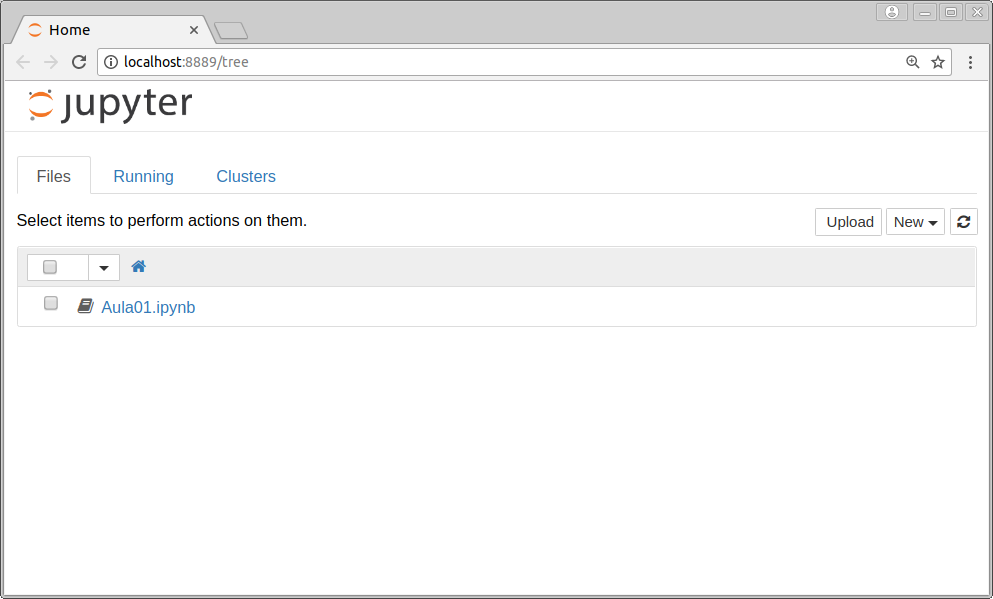 Home
localhost:8889/tree
jupyter
Files Running Clusters
Select items to perform actions on them.
Upload New
Aula01.ipynb